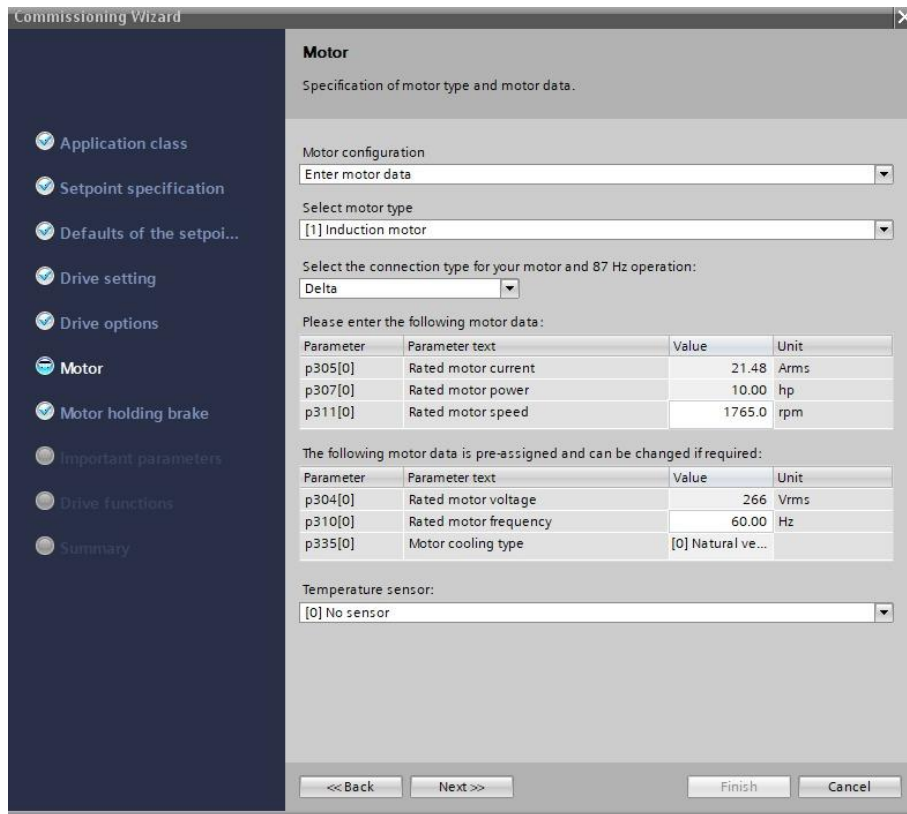 Commissioning Wizard
Application class
Setpoint specification
Defaults of the setpoi...
Drive setting
Drive options
Motor
Motor holding brake
Important parameters
Drive functions
Summary
Motor
Specification of motor type and motor data.
Motor configuration
Enter motor data
Select motor type
[1] Induction motor
Select the connection type for your motor and 87 Hz operation:
Delta
Please enter the following motor data:
Parameter Parameter text Value Unit
p305[0] Rated motor current 21.48 Arms
p307[0] Rated motor power 10.00 hp
p311[0] Rated motor speed 1765.0 rpm
The following motor data is pre-assigned and can be changed if required:
Parameter Parameter text Value Unit
p304[0] Rated motor voltage 266 Vrms
p310[0] Rated motor frequency 60.00 Hz
p335[0] Motor cooling type [0] Natural ve...
Temperature sensor:
[0] No sensor
<<Back Next>> Finish Cancel